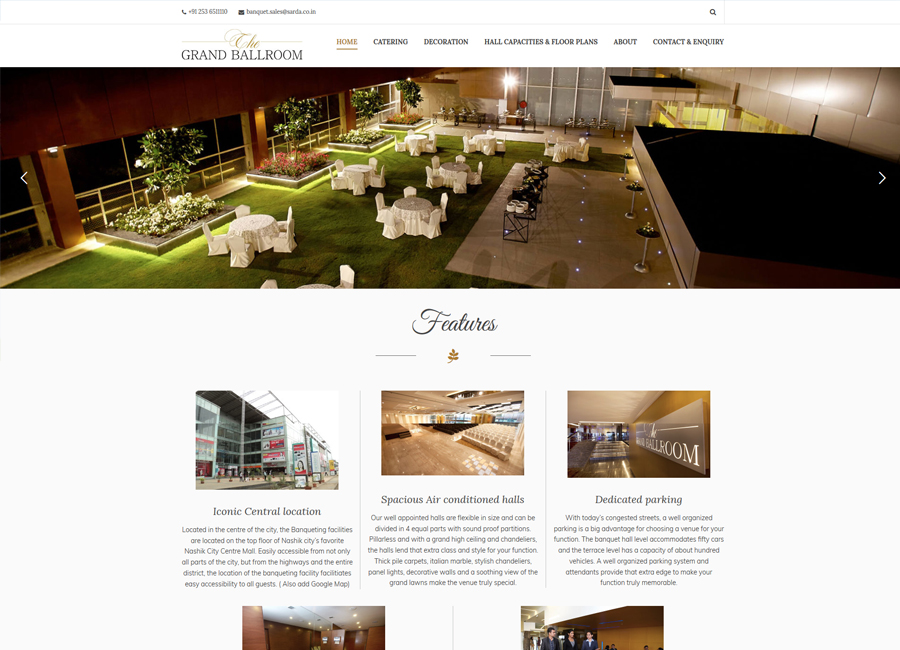 +91 253 6511110 banquet.sales@sarda.co.in
The
GRAND BALLROOM
HOME CATERING DECORATION HALL CAPACITIES & FLOOR PLANS ABOUT CONTACT & ENQUIRY
Features
The
BALLROOM
Iconic Central location
Located in the centre of the city, the Banqueting facilities
are located on the top floor of Nashik city's favorite
Nashik City Centre Mall. Easily accessible from not only
all parts of the city, but from the highways and the entire
district, the location of the banqueting facility facilitiates
easy accessibility to all guests. ( Also add Google Map)
Spacious Air conditioned halls
Our well appointed halls are flexible in size and can be
divided in 4 equal parts with sound proof partitions.
Pillarless and with a grand high ceiling and chandeliers,
the halls lend that extra class and style for your function.
Thick pile carpets, italian marble, stylish chandeliers,
panel lights, decorative walls and a soothing view of the
grand lawns make the venue truly special.
Dedicated parking
With today's congested streets, a well organized
parking is a big advantage for choosing a venue for your
function. The banquet hall level accommodates fifty cars
and the terrace level has a capacity of about hundred
vehicles. A well organized parking system and
attendants provide that extra edge to make your
function truly memorable.